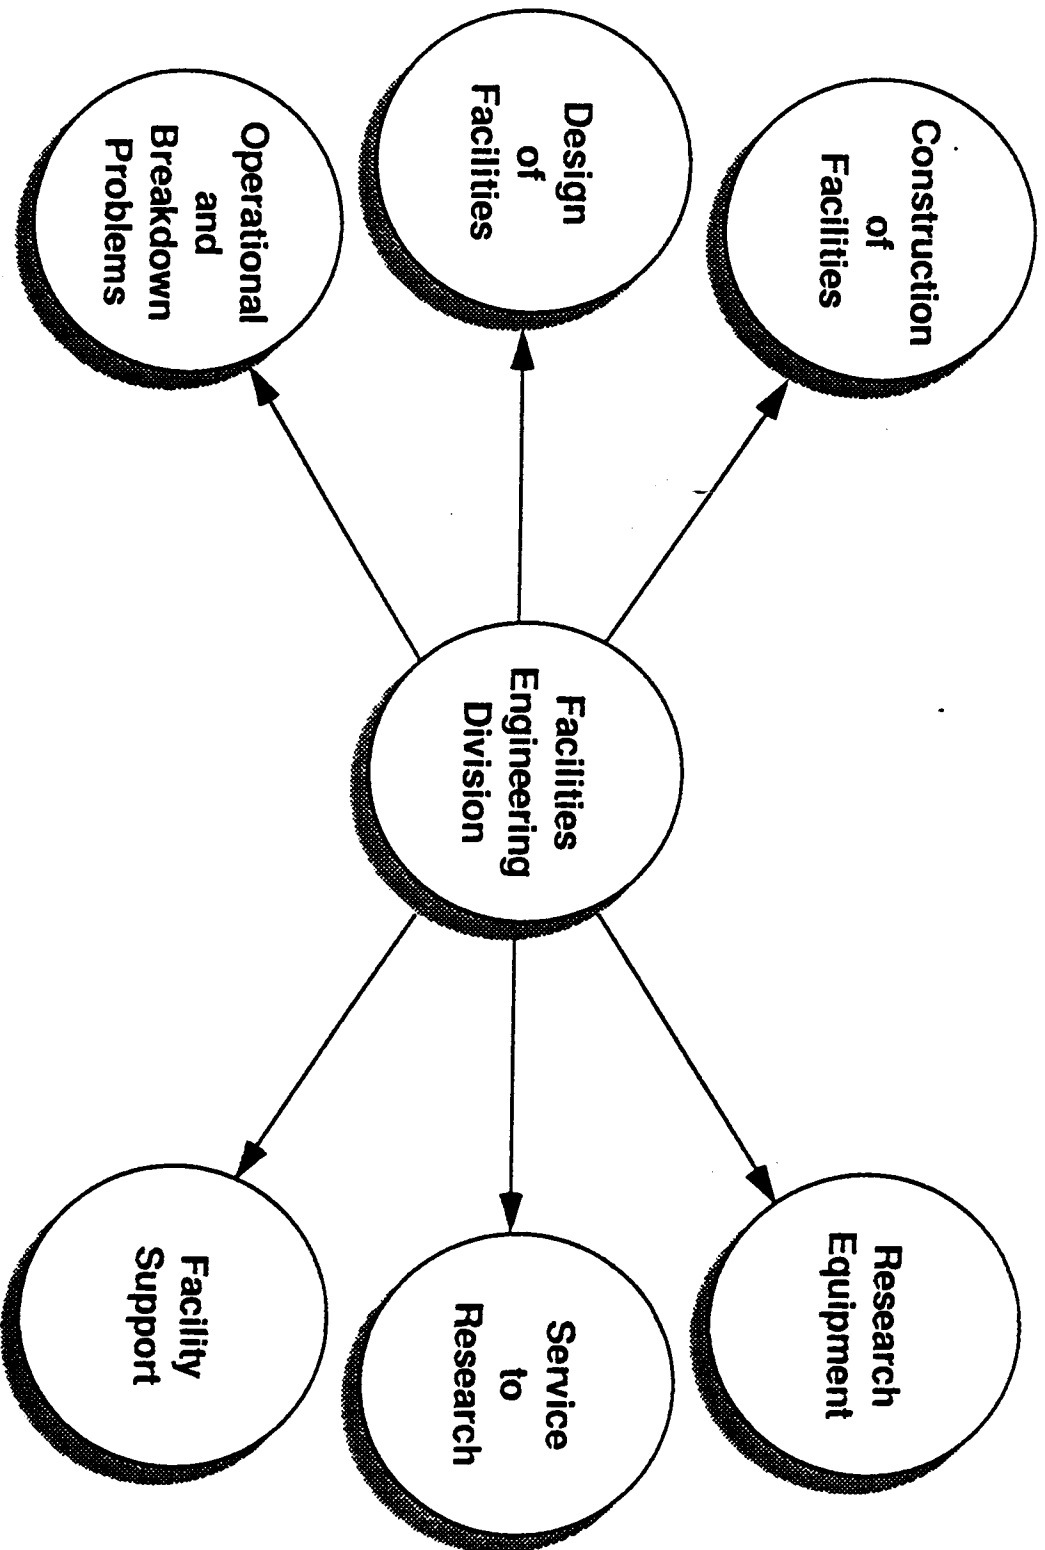 Construction
of
Facilities
Design
of
Facilities
Operational
and
Breakdown
Problems
Facilities
Engineering
Division
Research
Equipment
Service
to
Research
Facility
Support